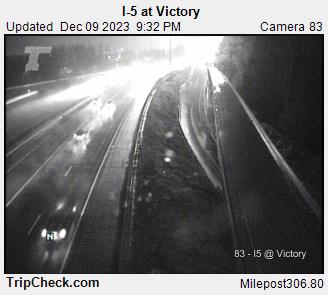 I-5 at Victory
Updated Dec 09 2023 9:32 PM Camera 83
T
N
83 - I5 @ Victory
TripCheck.com Milepost306.80